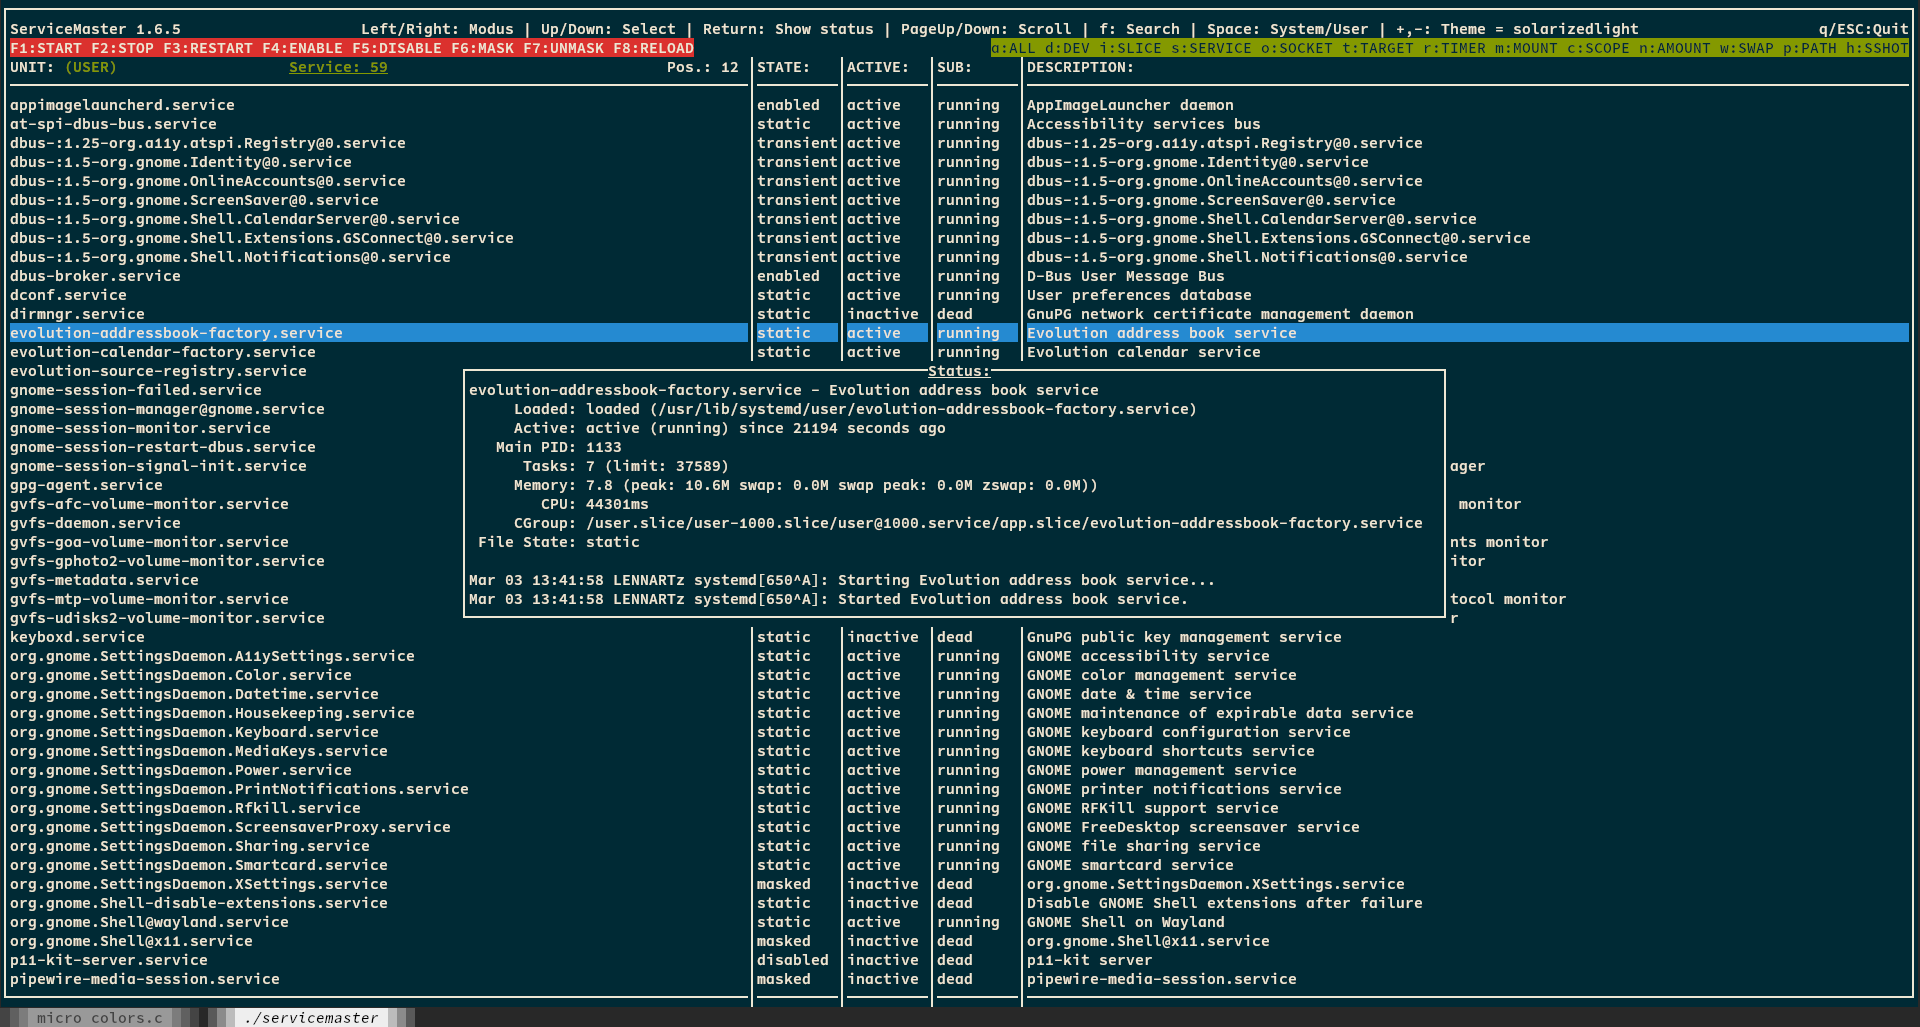 ServiceMaster 1.6.5 Left/Right: Modus | Up/Down: Select | Return: Show status | PageUp/Down: Scroll | f: Search | Space: System/User | +,-: Theme = solarizedlight q/ESC:Quit
F1:START F2:STOP F3:RESTART F4:ENABLE F5:DISABLE F6:MASK F7:UNMASK F8:RELOAD a:ALL d:DEV i:SLICE s:SERVICE o:SOCKET t:TARGET r:TIMER m:MOUNT c:SCOPE n:AMOUNT w:SWAP p:PATH h:SSHOT
UNIT: (USER) Service: 59 Pos.: 12 STATE: ACTIVE: SUB: DESCRIPTION:
appimagelauncherd.service enabled active running AppImageLauncher daemon
at-spi-dbus-bus.service static active running Accessibility services bus
dbus-:1.25-org.a11y.atspi.Registry@0.service transient active running dbus-:1.25-org.a11y.atspi.Registry@0.service
dbus-:1.5-org.gnome.Identity@0.service transient active running dbus-:1.5-org.gnome.Identity@0.service
dbus-:1.5-org.gnome.OnlineAccounts@0.service transient active running dbus-:1.5-org.gnome.OnlineAccounts@0.service
dbus-:1.5-org.gnome.ScreenSaver@0.service transient active running dbus-:1.5-org.gnome.ScreenSaver@0.service
dbus-:1.5-org.gnome.Shell.CalendarServer@0.service transient active running dbus-:1.5-org.gnome.Shell.CalendarServer@0.service
dbus-:1.5-org.gnome.Shell.Extensions.GSConnect@0.service transient active running dbus-:1.5-org.gnome.Shell.Extensions.GSConnect@0.service
dbus-:1.5-org.gnome.Shell.Notifications@0.service transient active running dbus-:1.5-org.gnome.Shell.Notifications@0.service
dbus-broker.service enabled active running D-Bus User Message Bus
dconf.service static active running User preferences database
dirmngr.service static inactive dead GnuPG network certificate management daemon
evolution-addressbook-factory.service static active running Evolution address book service
evolution-calendar-factory.service static active running Evolution calendar service
evolution-source-registry.service Status:
gnome-session-failed.service evolution-addressbook-factory.service - Evolution address book service
gnome-session-manager@gnome.service Loaded: loaded (/usr/lib/systemd/user/evolution-addressbook-factory.service)
gnome-session-monitor.service Active: active (running) since 21194 seconds ago
gnome-session-restart-dbus.service Main PID: 1133
gnome-session-signal-init.service Tasks: 7 (limit: 37589) ager
gpg-agent.service Memory: 7.8 (peak: 10.6M swap: 0.0M swap peak: 0.0M zswap: 0.0M))
gvfs-afc-volume-monitor.service CPU: 44301ms monitor
gvfs-daemon.service CGroup: /user.slice/user-1000.slice/user@1000.service/app.slice/evolution-addressbook-factory.service
gvfs-goa-volume-monitor.service File State: static nts monitor
gvfs-gphoto2-volume-monitor.service itor
gvfs-metadata.service Mar 03 13:41:58 LENNARTz systemd[650^A]: Starting Evolution address book service...
gvfs-mtp-volume-monitor.service Mar 03 13:41:58 LENNARTz systemd[650^A]: Started Evolution address book service. tocol monitor
gvfs-udisks2-volume-monitor.service r
keyboxd.service static inactive dead GnuPG public key management service
org.gnome.SettingsDaemon.A11ySettings.service static active running GNOME accessibility service
org.gnome.SettingsDaemon.Color.service static active running GNOME color management service
org.gnome.SettingsDaemon.Datetime.service static active running GNOME date & time service
org.gnome.SettingsDaemon.Housekeeping.service static active running GNOME maintenance of expirable data service
org.gnome.SettingsDaemon.Keyboard.service static active running GNOME keyboard configuration service
org.gnome.SettingsDaemon.MediaKeys.service static active running GNOME keyboard shortcuts service
org.gnome.SettingsDaemon.Power.service static active running GNOME power management service
org.gnome.SettingsDaemon.PrintNotifications.service static active running GNOME printer notifications service
org.gnome.SettingsDaemon.Rfkill.service static active running GNOME RFKill support service
org.gnome.SettingsDaemon.ScreensaverProxy.service static active running GNOME FreeDesktop screensaver service
org.gnome.SettingsDaemon.Sharing.service static active running GNOME file sharing service
org.gnome.SettingsDaemon.Smartcard.service static active running GNOME smartcard service
org.gnome.SettingsDaemon.XSettings.service masked inactive dead org.gnome.SettingsDaemon.XSettings.service
org.gnome.Shell-disable-extensions.service static inactive dead Disable GNOME Shell extensions after failure
org.gnome.Shell@wayland.service static active running GNOME Shell on Wayland
org.gnome.Shell@x11.service masked inactive dead org.gnome.Shell@x11.service
p11-kit-server.service disabled inactive dead p11-kit server
pipewire-media-session.service masked inactive dead pipewire-media-session.service
micro colors.c ./servicemaster